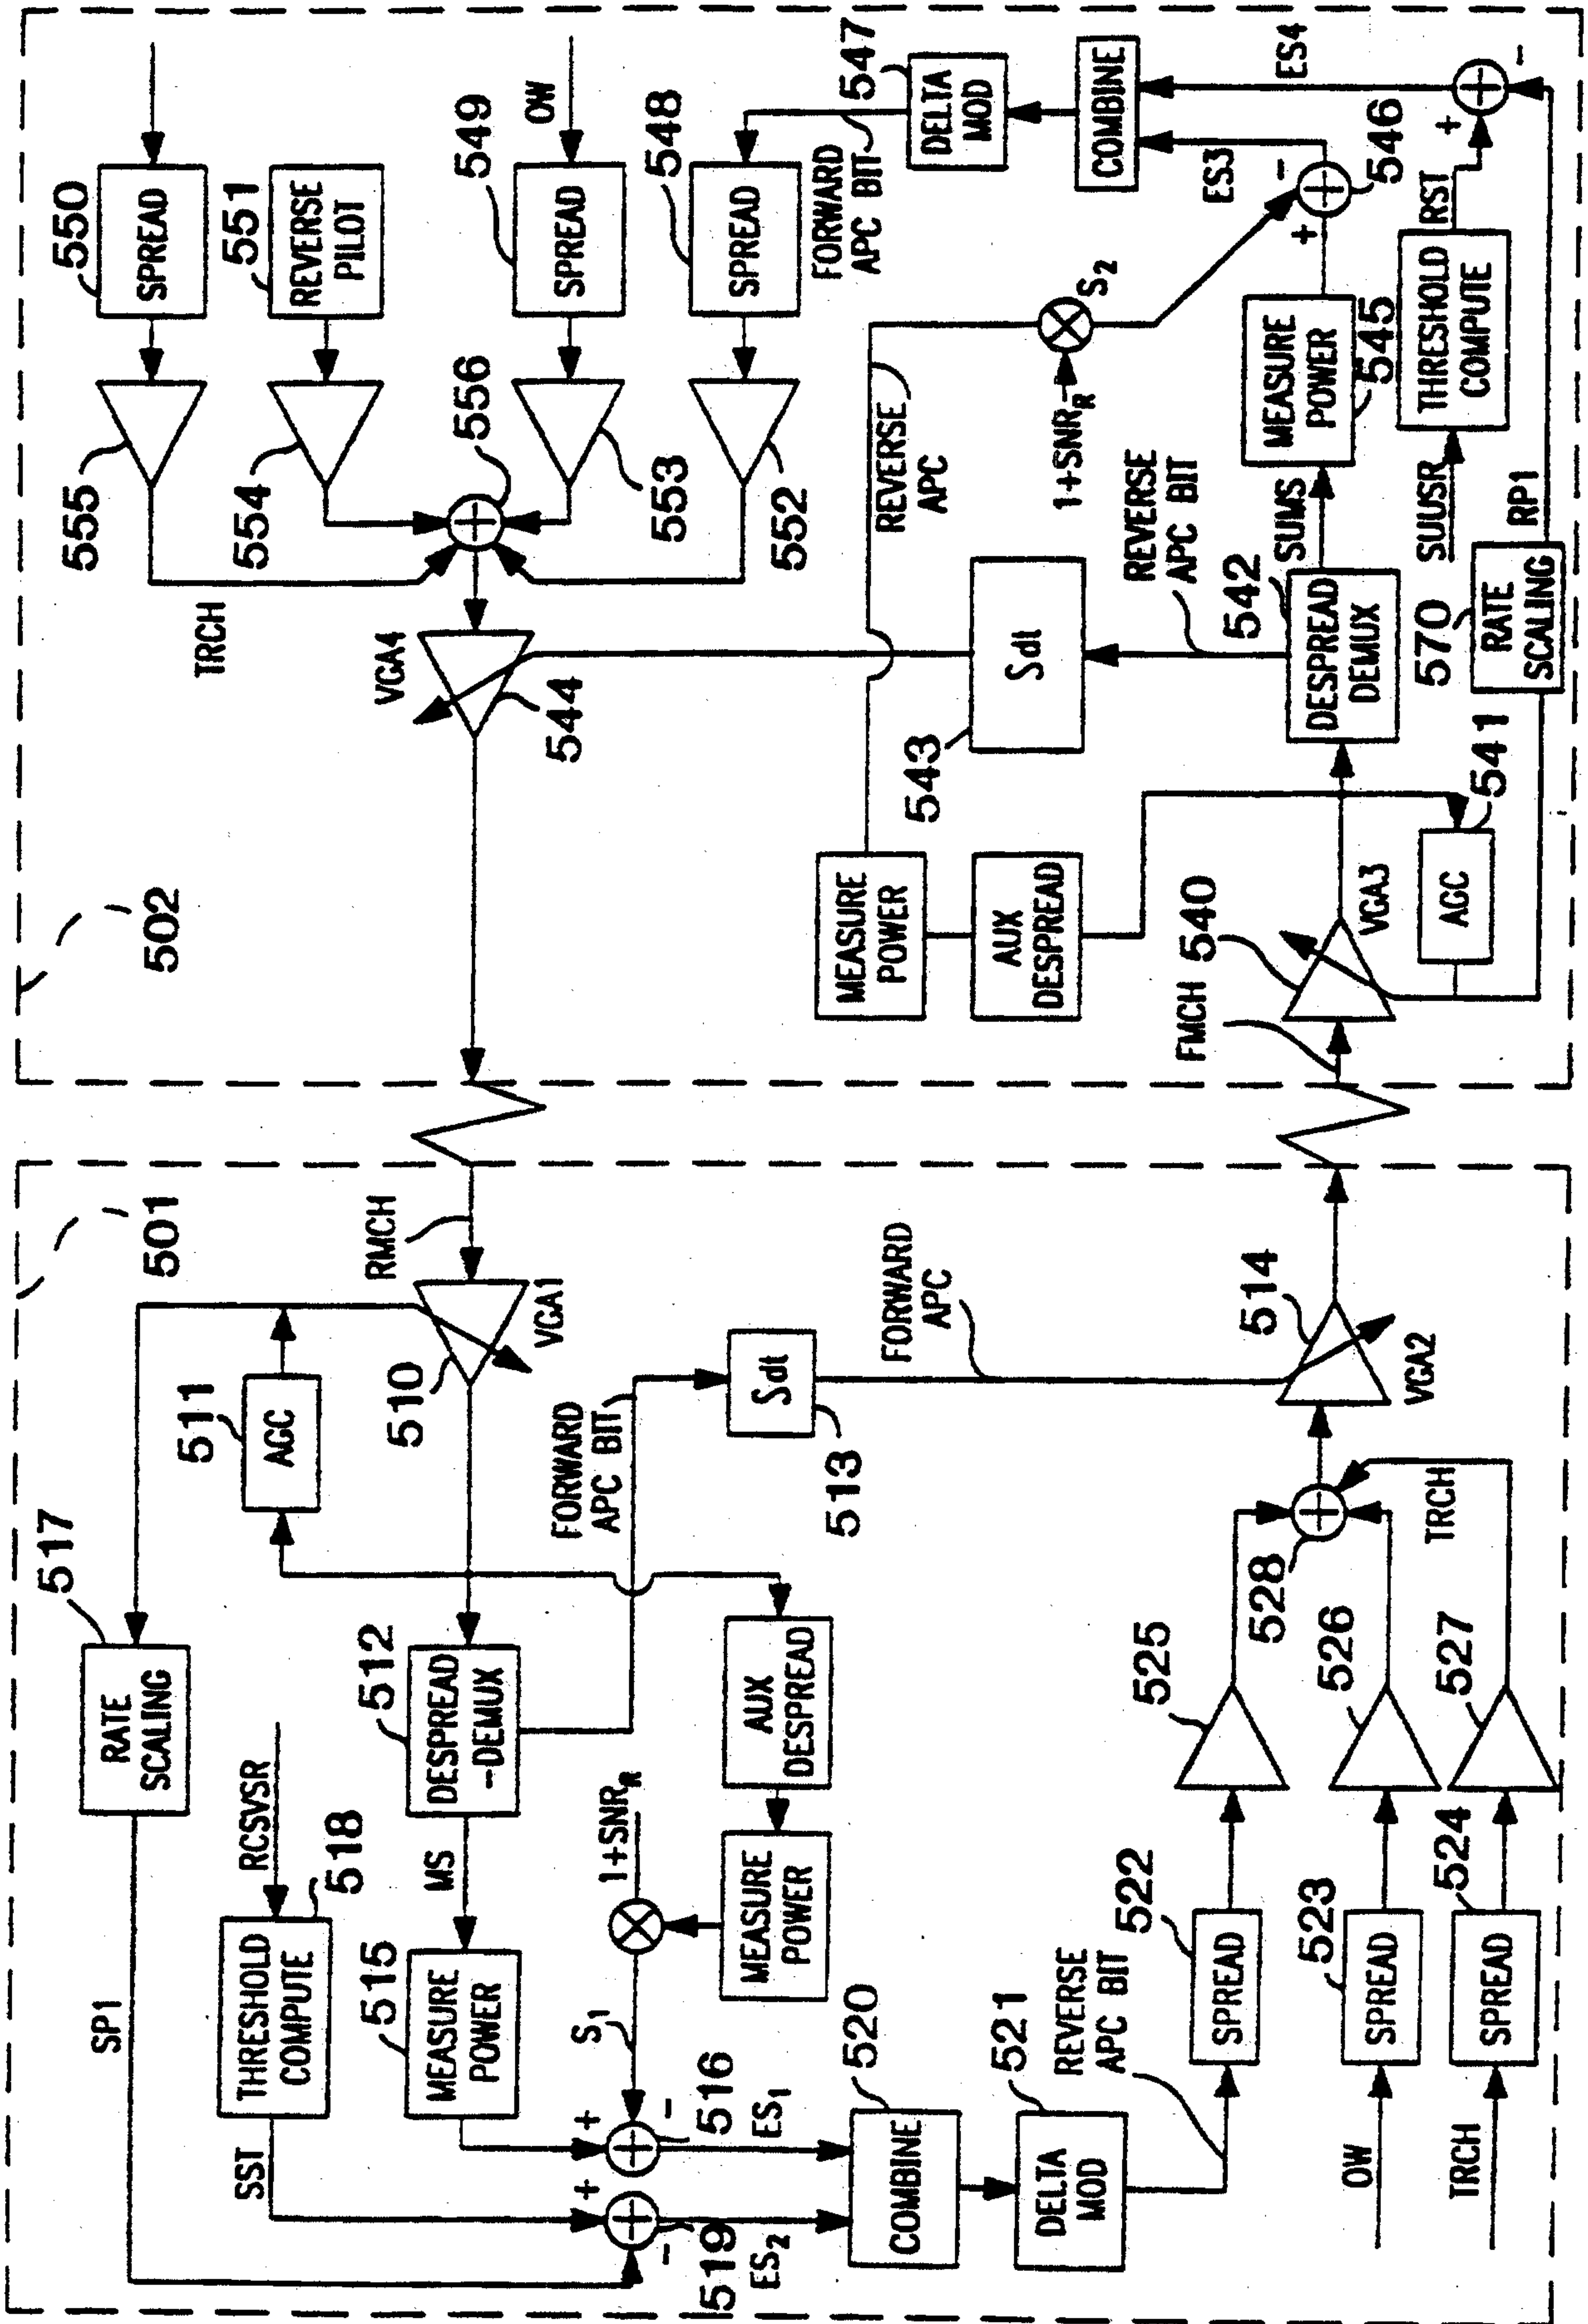 501
517
RATE
SCALING
SP1
511
AGC
RMCH
VGA1
510
RCSVSR
THRESHOLD
COMPUTE
518
SST
512
DESPREAD
-DEMUX
MS
515
MEASURE
POWER
FORWARD
APC BIT
Sdt
513
FORWARD
APC
AUX
DESPREAD
MEASURE
POWER
1+SNRR
S1
+
-
516
ES1
+
-
519
ES2
520
COMBINE
521
DELTA
MOD
REVERSE
APC BIT
522
SPREAD
523
SPREAD
OW
524
SPREAD
TRCH
525
526
527
528
TRCH
514
VGA2
502
550
SPREAD
551
REVERSE
PILOT
549
SPREAD
OW
548
SPREAD
555
554
553
552
556
TRCH
VGA4
544
FORWARD
APC BIT
547
DELTA
MOD
COMBINE
ES3
ES4
REVERSE
APC
1+SNRR
S2
+
-
546
MEASURE
POWER
545
SUMS
REVERSE
APC BIT
Sdt
543
542
DESPREAD
DEMUX
MEASURE
POWER
AUX
DESPREAD
FMCH
540
VGA3
AGC
541
SUUSR
THRESHOLD
COMPUTE
RST
+
-
570
RATE
SCALING
RP1